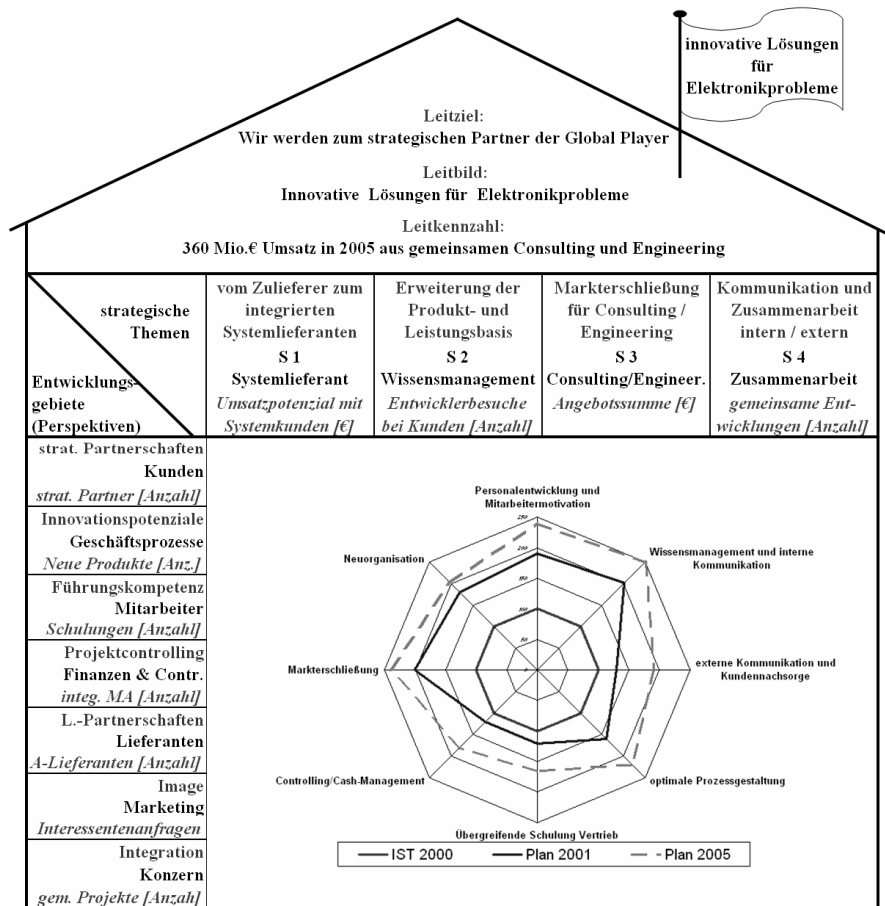 innovative Lösungen
für
Elektronikprobleme
Leitziel:
Wir werden zum strategischen Partner der Global Player
Leitbild:
Innovative Lösungen für Elektronikprobleme
Leitkennzahl:
360 Mio.€ Umsatz in 2005 aus gemeinsamen Consulting und Engineering
strategische
Themen
Entwicklungs-
gebiete
(Perspektiven)
vom Zulieferer zum
integrierten
Systemlieferanten
S 1
Systemlieferant
Umsatzpotenzial mit
Systemkunden [€]
Erweiterung der
Produkt- und
Leistungsbasis
S 2
Wissensmanagement
Entwicklerbesuche
bei Kunden [Anzahl]
Markterschließung
für Consulting /
Engineering
S 3
Consulting/Engineer.
Angebotssumme [€]
Kommunikation und
Zusammenarbeit
intern / extern
S 4
Zusammenarbeit
gemeinsame Ent-
wicklungen [Anzahl]
strat. Partnerschaften
Kunden
strat. Partner [Anzahl]
Innovationspotenziale
Geschäftsprozesse
Neue Produkte [Anz.]
Führungskompetenz
Mitarbeiter
Schulungen [Anzahl]
Projektcontrolling
Finanzen & Contr.
integ. MA [Anzahl]
L.-Partnerschaften
Lieferanten
A-Lieferanten [Anzahl]
Image
Marketing
Interessentenanfragen
Integration
Konzern
gem. Projekte [Anzah]
Personalentwicklung und
Mitarbeitermotivation
250
200
150
100
50
0
Wissensmanagement und interne
Kommunikation
externe Kommunikation und
Kundennachsorge
optimale Prozessgestaltung
Übergreifende Schulung Vertrieb
Controlling/Cash-Management
Markterschließung
Neuorganisation
IST 2000
Plan 2001
Plan 2005